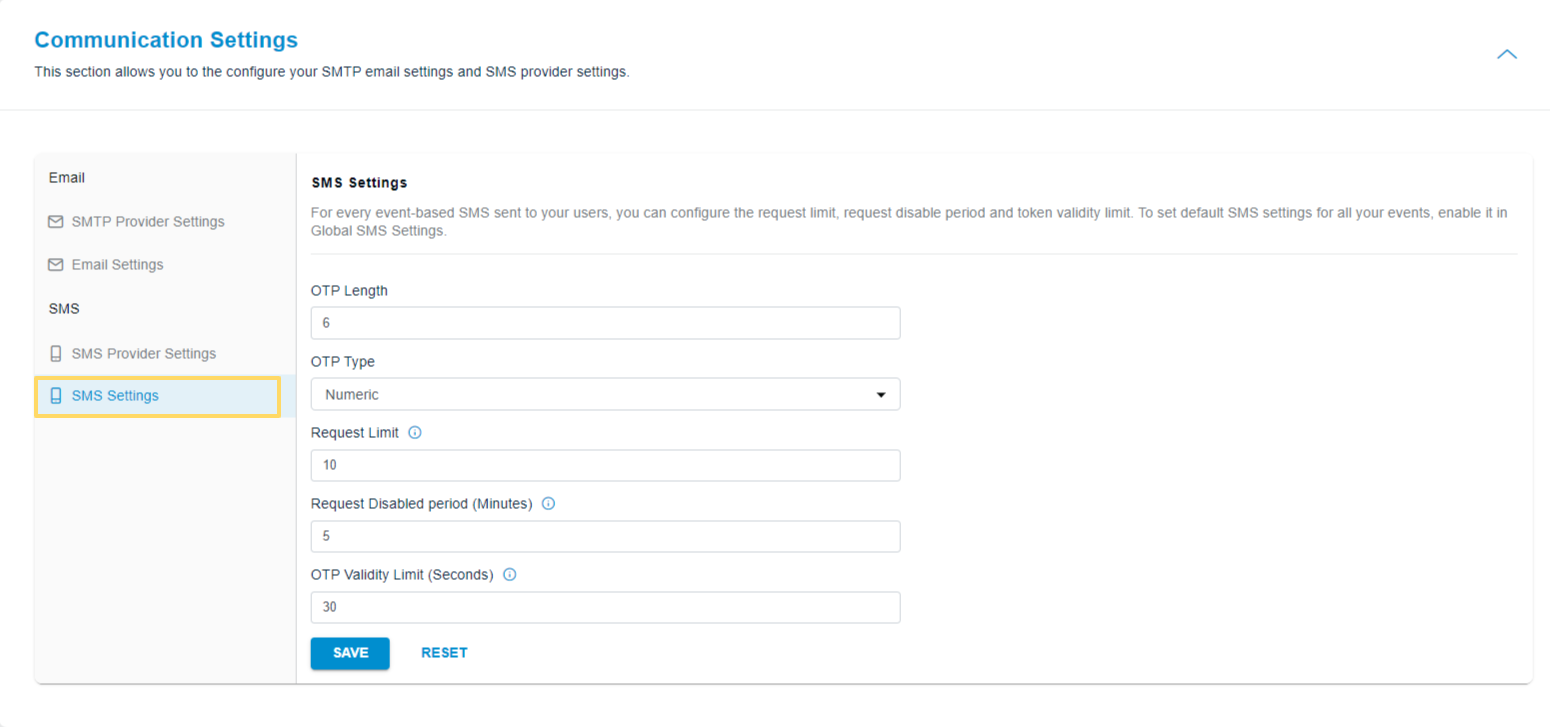 Communication Settings
This section allows you to the configure your SMTP email settings and SMS provider settings.
Email
SMTP Provider Settings
Email Settings
SMS
SMS Provider Settings
SMS Settings
SMS Settings
For every event-based SMS sent to your users, you can configure the request limit, request disable period and token validity limit. To set default SMS settings for all your events, enable it in
Global SMS Settings.
OTP Length
6
OTP Type
Numeric
Request Limit
10
Request Disabled period (Minutes)
5
OTP Validity Limit (Seconds)
30
SAVE RESET